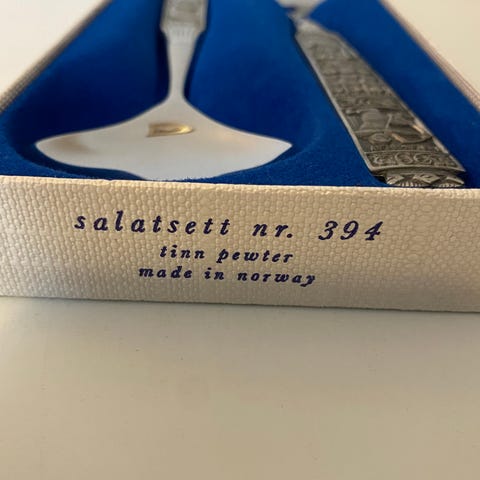 salatsett nr. 394
tinn pewter
made in norway